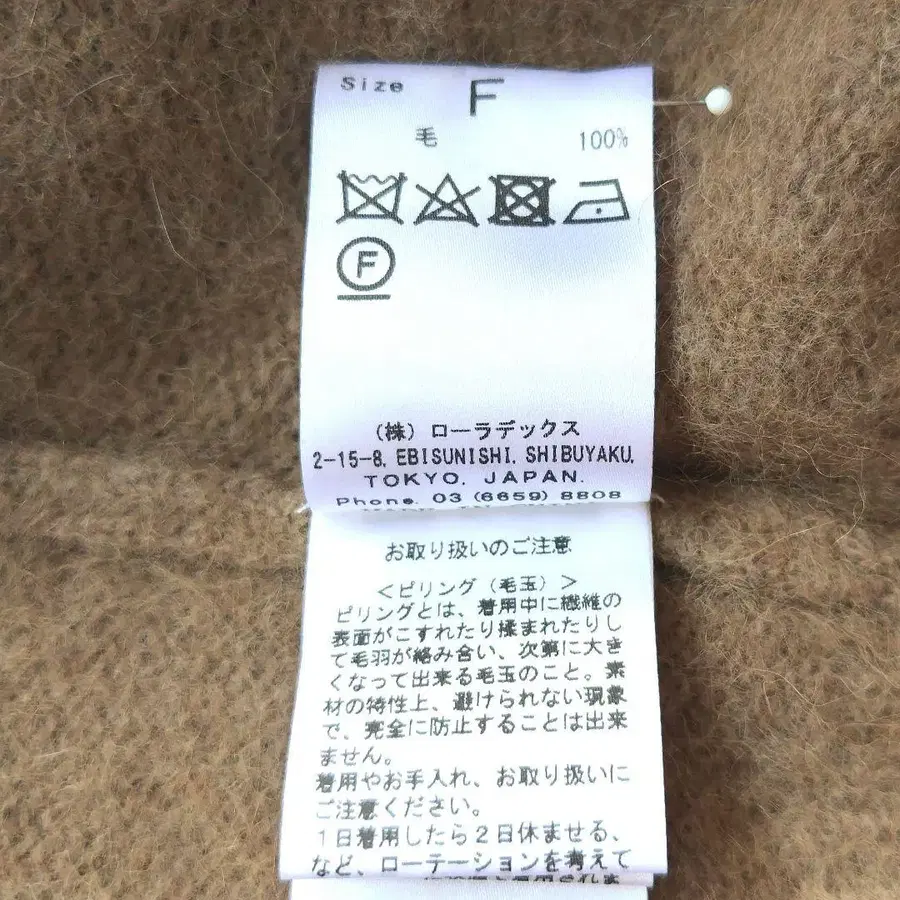 Size F
毛 100%
F
(株) ローラデックス
2-15-8, EBISUNISHI, SHIBUYAKU,
TOKYO, JAPAN.
Phone. 03 (6659) 8808
お取り扱いのご注意
＜ピリング（毛玉）＞
ピリングとは、着用中に繊維の
表面がこすれたり揉まれたりし
て毛羽が絡み合い、次第に大き
くなって出来る毛玉のこと。素
材の特性上、避けられない現象
で、完全に防止することは出来
ません。
着用やお手入れ、お取り扱いに
ご注意ください。
1日着用したら2日休ませる、
など、ローテーションを考えて